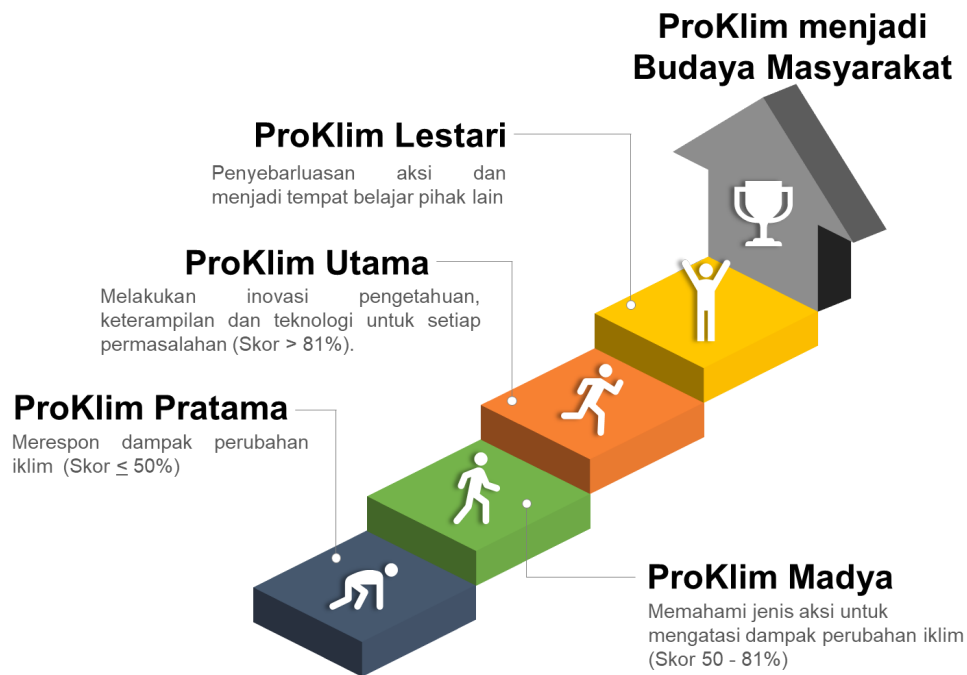 ProKlim menjadi
Budaya Masyarakat
ProKlim Lestari
Penyebarluasan aksi dan
menjadi tempat belajar pihak lain
ProKlim Utama
Melakukan inovasi pengetahuan,
keterampilan dan teknologi untuk setiap
permasalahan (Skor > 81%).
ProKlim Pratama
Merespon dampak perubahan
iklim (Skor ≤ 50%)
ProKlim Madya
Memahami jenis aksi untuk
mengatasi dampak perubahan iklim
(Skor 50 - 81%)